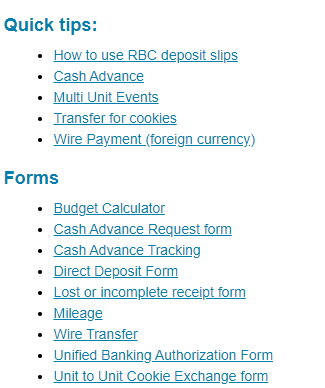 Quick tips:
How to use RBC deposit slips
Cash Advance
Multi Unit Events
Transfer for cookies
Wire Payment (foreign currency)
Forms
Budget Calculator
Cash Advance Request form
Cash Advance Tracking
Direct Deposit Form
Lost or incomplete receipt form
Mileage
Wire Transfer
Unified Banking Authorization Form
Unit to Unit Cookie Exchange form